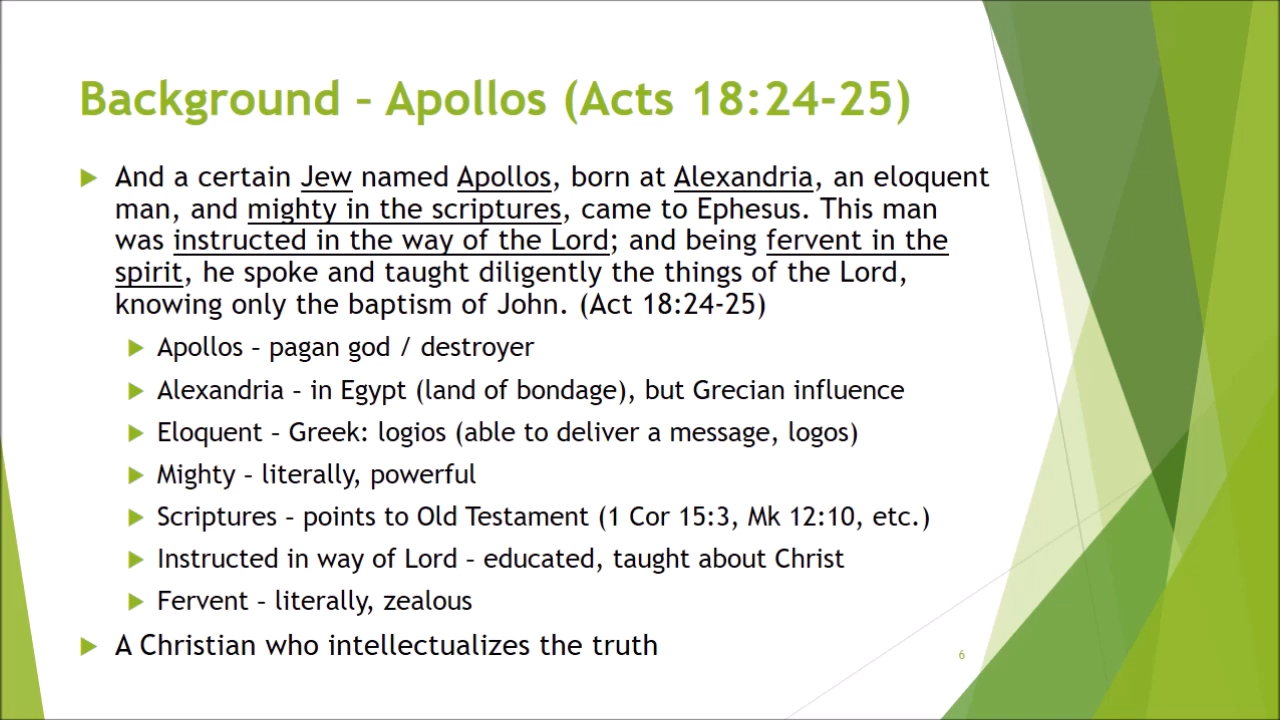 Background – Apollos (Acts 18:24-25)
And a certain Jew named Apollos, born at Alexandria, an eloquent
man, and mighty in the scriptures, came to Ephesus. This man
was instructed in the way of the Lord; and being fervent in the
spirit, he spoke and taught diligently the things of the Lord,
knowing only the baptism of John. (Act 18:24-25)
Apollos – pagan god / destroyer
Alexandria – in Egypt (land of bondage), but Grecian influence
Eloquent – Greek: logios (able to deliver a message, logos)
Mighty – literally, powerful
Scriptures – points to Old Testament (1 Cor 15:3, Mk 12:10, etc.)
Instructed in way of Lord – educated, taught about Christ
Fervent – literally, zealous
A Christian who intellectualizes the truth
6